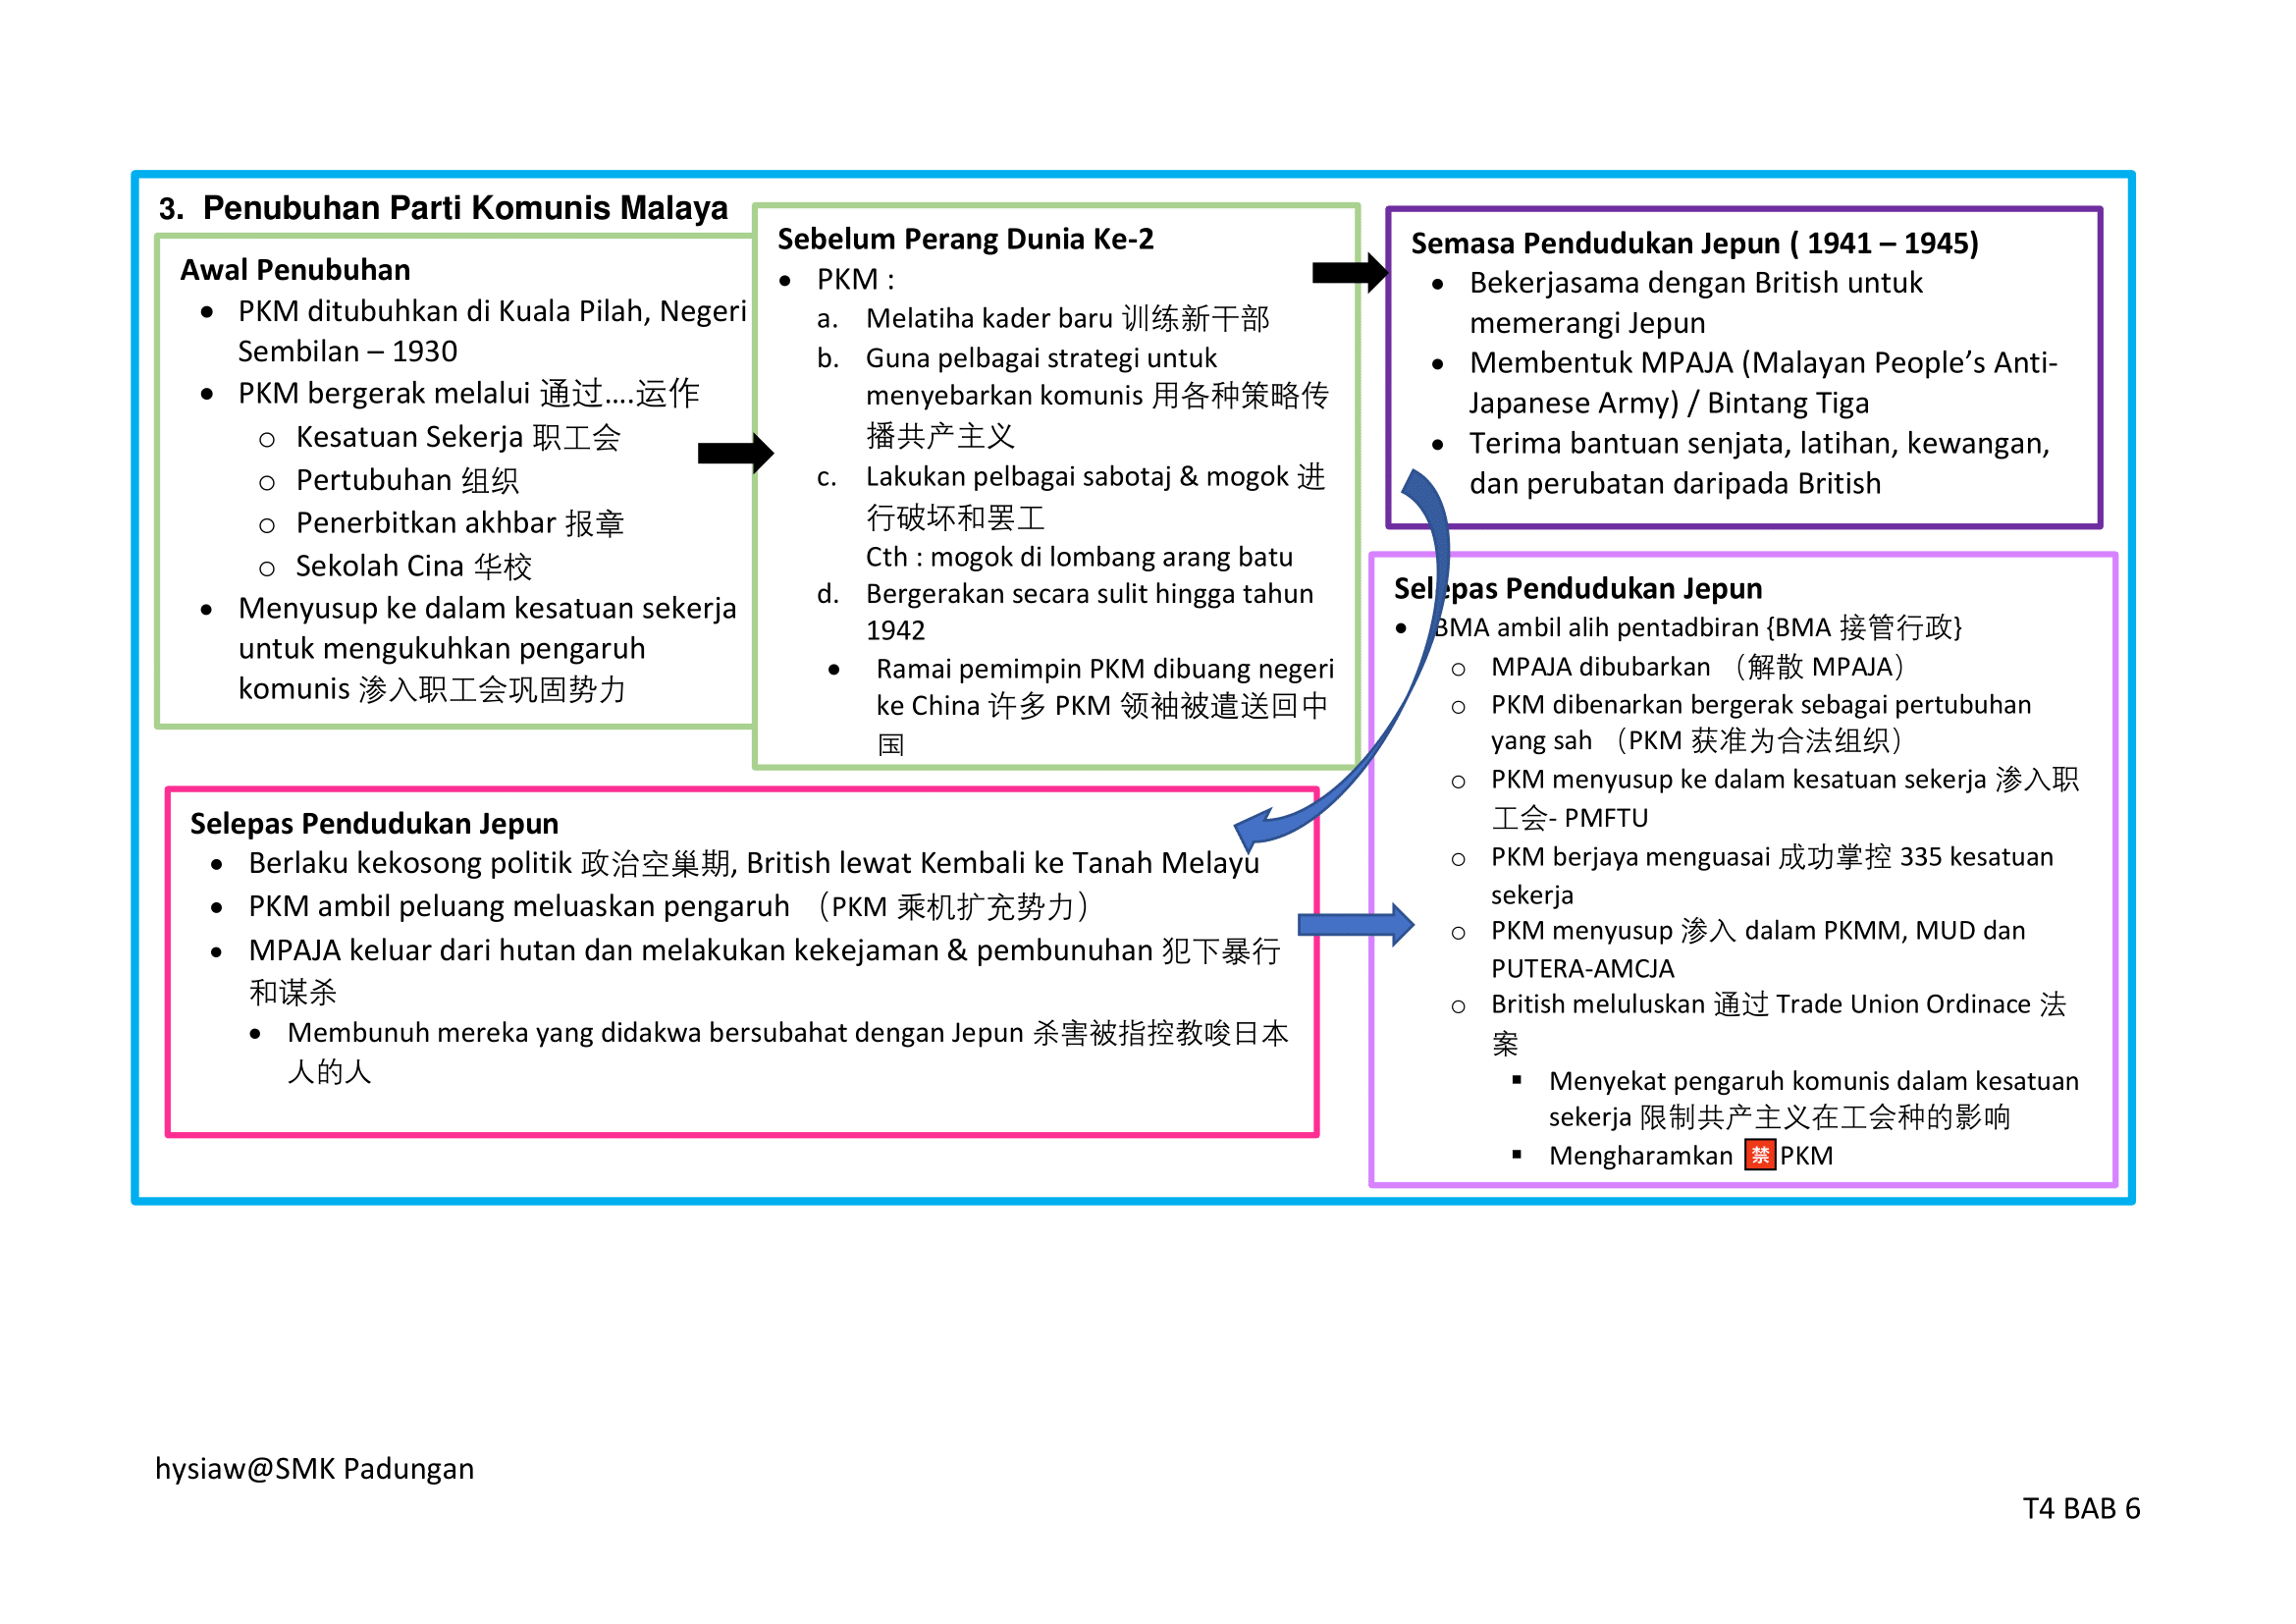 3. Penubuhan Parti Komunis Malaya
Awal Penubuhan
• PKM ditubuhkan di Kuala Pilah, Negeri
Sembilan – 1930
• PKM bergerak melalui 通过....运作
o Kesatuan Sekerja 职工会
o Pertubuhan 组织
o Penerbitkan akhbar 报章
o Sekolah Cina 华校
• Menyusup ke dalam kesatuan sekerja
untuk mengukuhkan pengaruh
komunis 渗入职工会巩固势力
Sebelum Perang Dunia Ke-2
• PKM :
a. Melatiha kader baru 训练新干部
b. Guna pelbagai strategi untuk
menyebarkan komunis 用各种策略传
播共产主义
c. Lakukan pelbagai sabotaj & mogok 进
行破坏和罢工
Cth : mogok di lombang arang batu
d. Bergerakan secara sulit hingga tahun
1942
• Ramai pemimpin PKM dibuang negeri
ke China 许多 PKM 领袖被遣送回中
国
Semasa Pendudukan Jepun ( 1941 – 1945)
• Bekerjasama dengan British untuk
memerangi Jepun
• Membentuk MPAJA (Malayan People’s Anti-
Japanese Army) / Bintang Tiga
• Terima bantuan senjata, latihan, kewangan,
dan perubatan daripada British
Selepas Pendudukan Jepun
• Berlaku kekosong politik 政治空巢期, British lewat Kembali ke Tanah Melayu
• PKM ambil peluang meluaskan pengaruh （PKM 乘机扩充势力）
• MPAJA keluar dari hutan dan melakukan kekejaman & pembunuhan 犯下暴行
和谋杀
• Membunuh mereka yang didakwa bersubahat dengan Jepun 杀害被指控教唆日本
人的人
Selepas Pendudukan Jepun
• BMA ambil alih pentadbiran {BMA 接管行政}
o MPAJA dibubarkan （解散 MPAJA）
o PKM dibenarkan bergerak sebagai pertubuhan
yang sah （PKM 获准为合法组织）
o PKM menyusup ke dalam kesatuan sekerja 渗入职
工会- PMFTU
o PKM berjaya menguasai 成功掌控 335 kesatuan
sekerja
o PKM menyusup 渗入 dalam PKMM, MUD dan
PUTERA-AMCJA
o British meluluskan 通过 Trade Union Ordinace 法
案
▪ Menyekat pengaruh komunis dalam kesatuan
sekerja 限制共产主义在工会种的影响
▪ Mengharamkan 禁 PKM
hysiaw@SMK Padungan
T4 BAB 6